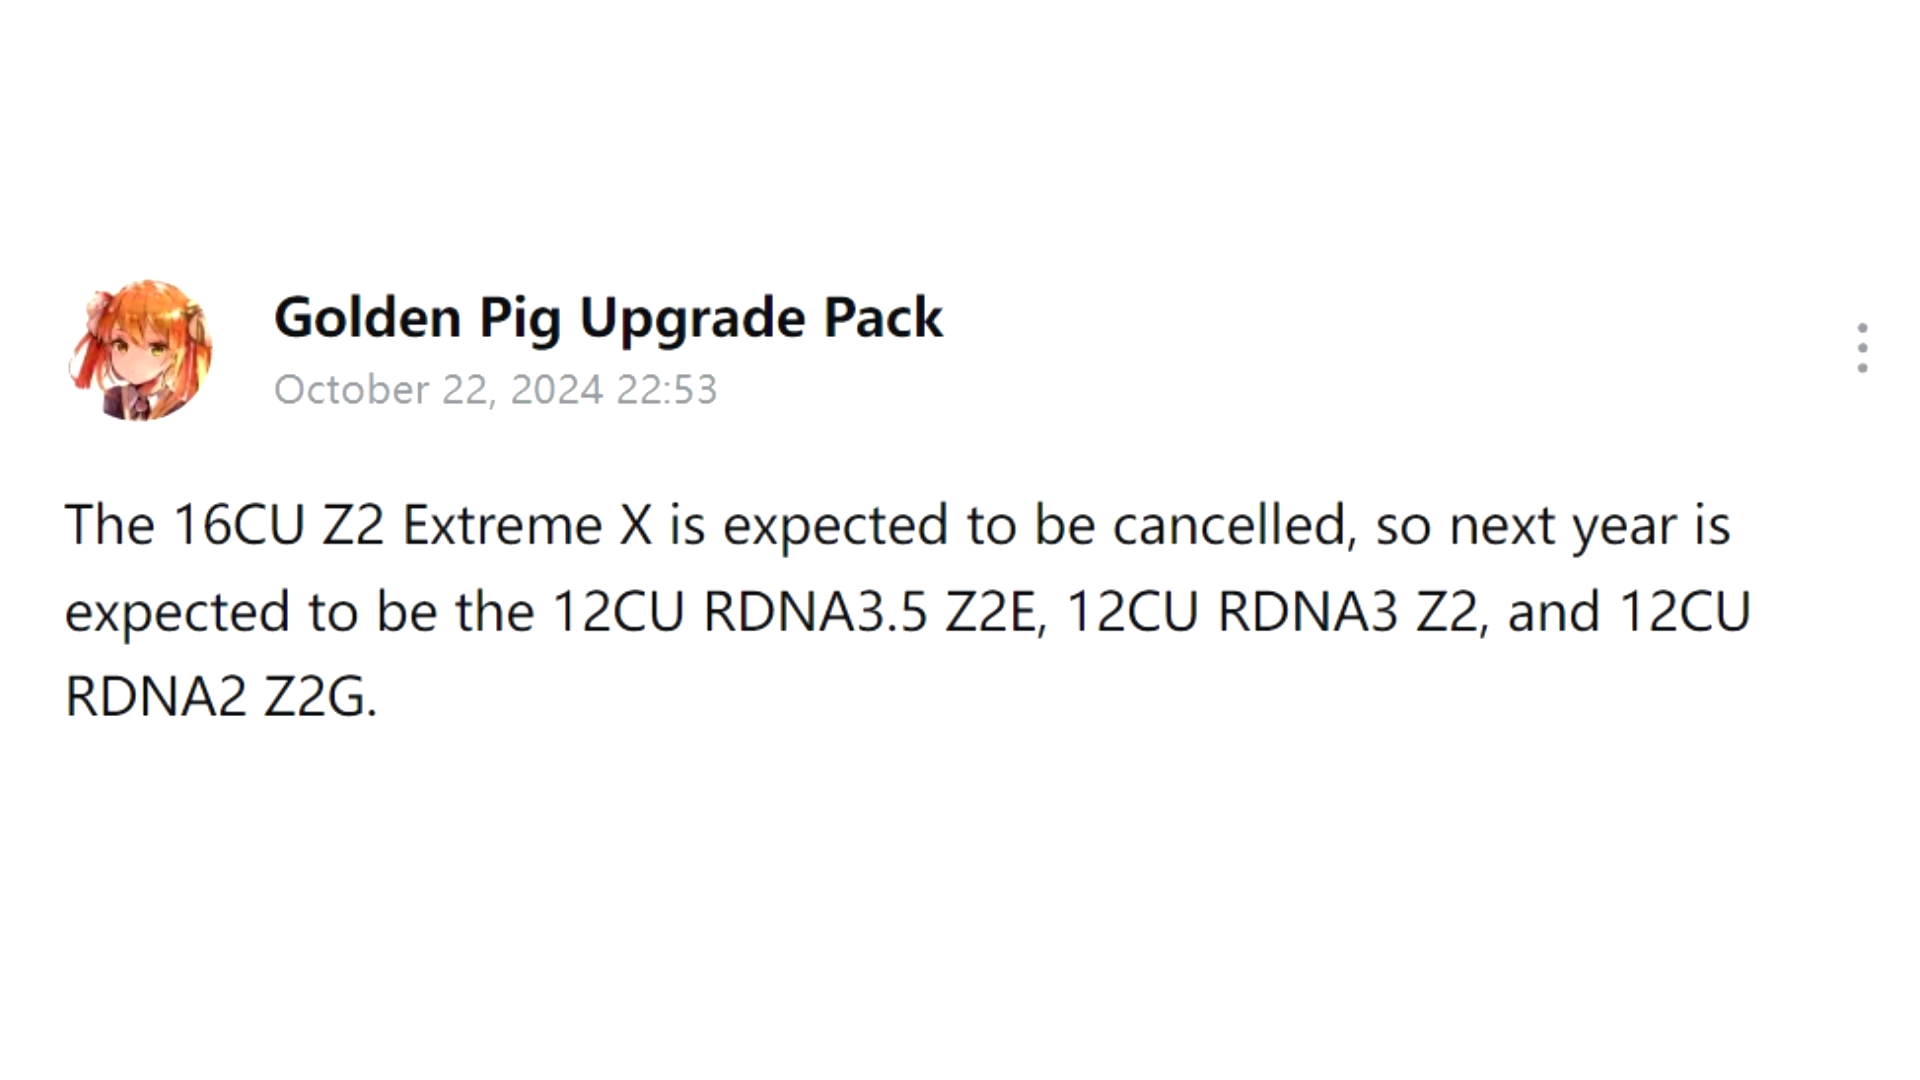 Golden Pig Upgrade Pack
October 22, 2024 22:53
The 16CU Z2 Extreme X is expected to be cancelled, so next year is
expected to be the 12CU RDNA3.5 Z2E, 12CU RDNA3 Z2, and 12CU
RDNA2 Z2G.